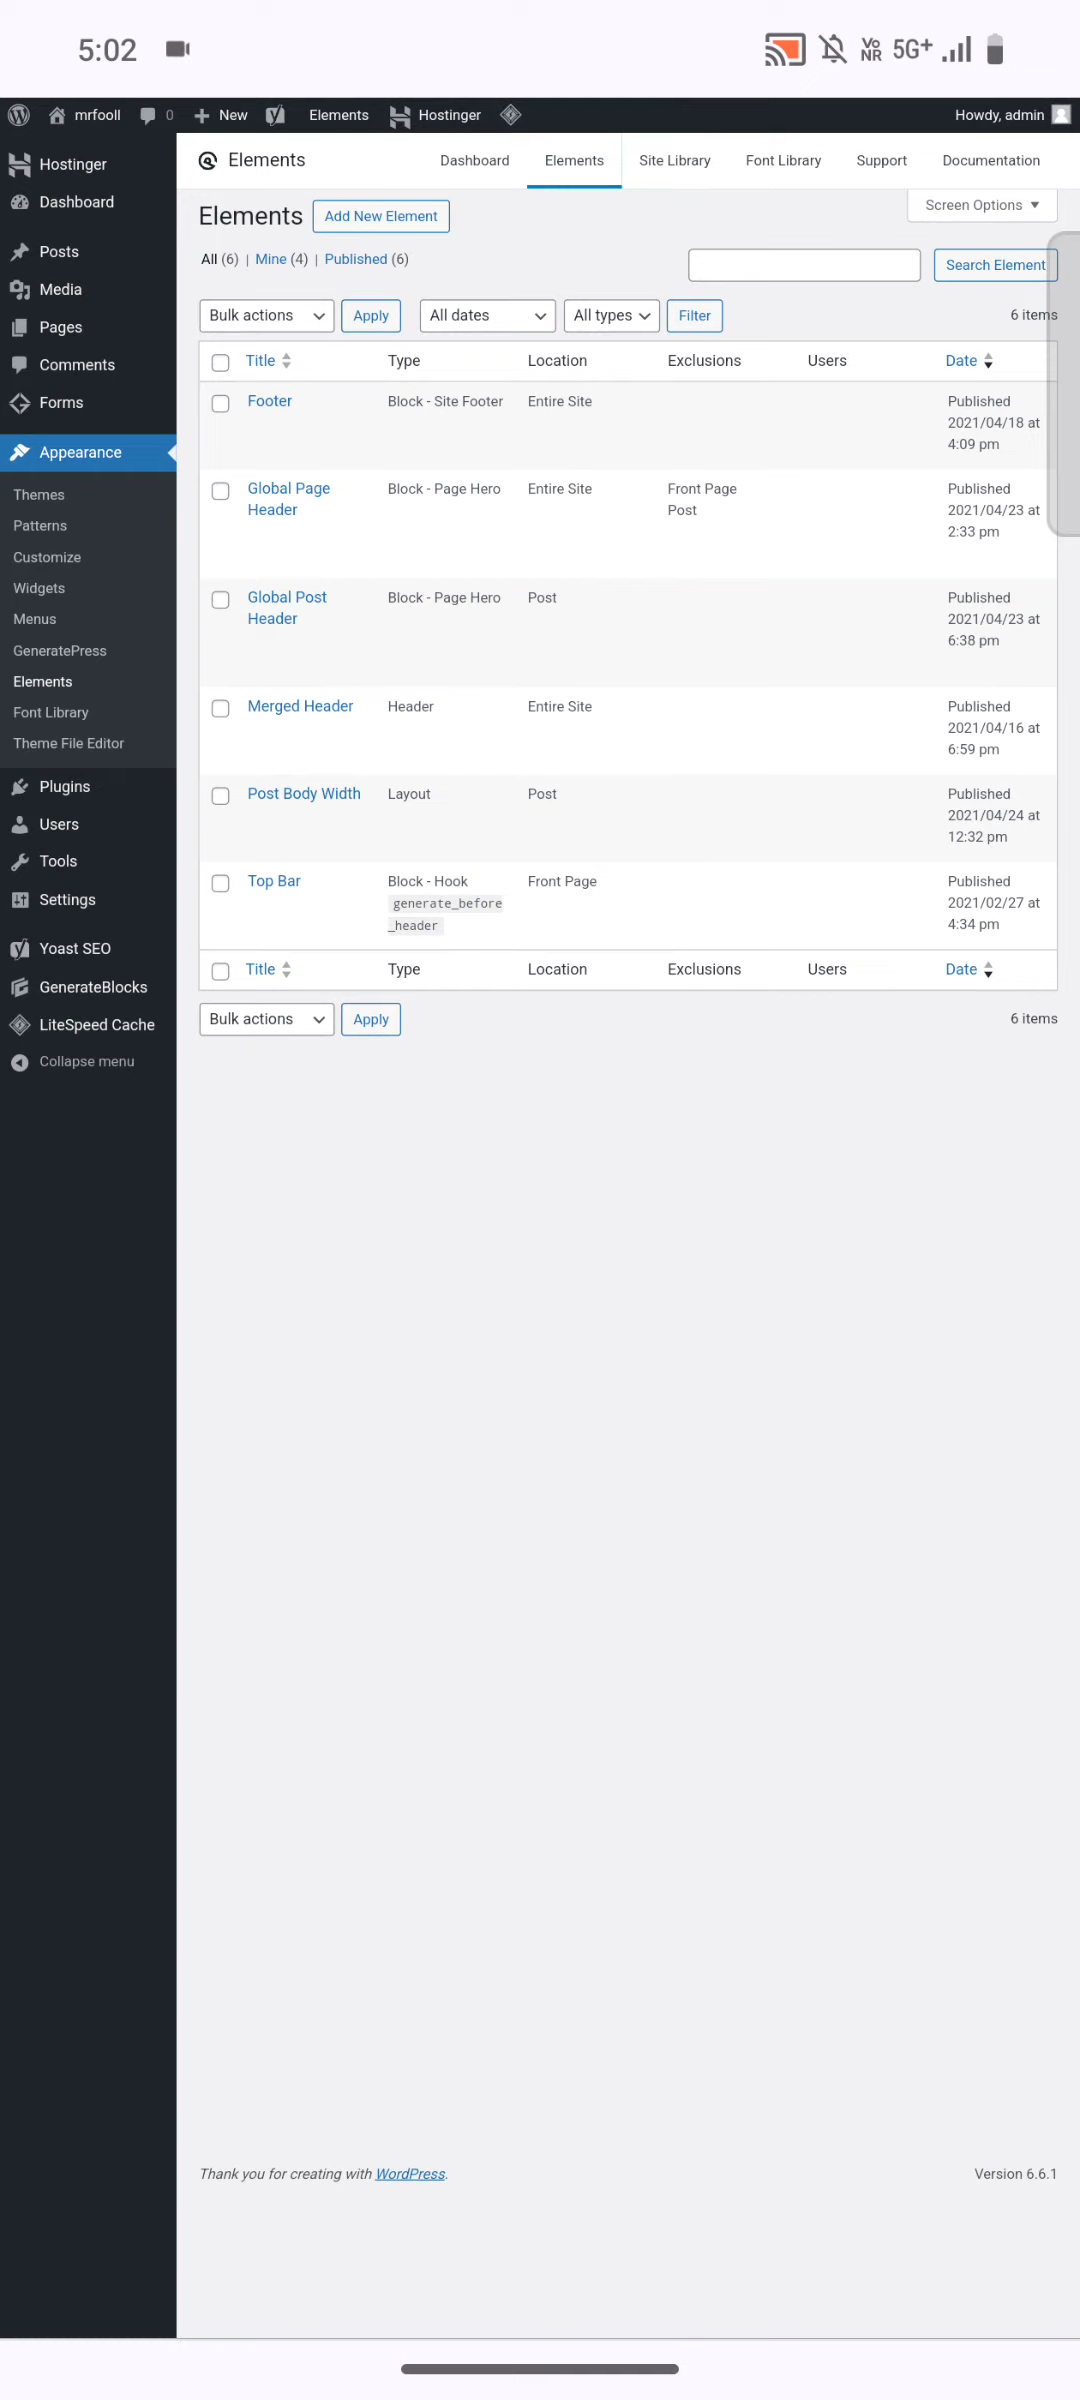 5:02
Vo
NR
5G+
mrfooll
0
New
Elements
Hostinger
Howdy, admin
Hostinger
Dashboard
Posts
Media
Pages
Comments
Forms
Appearance
Themes
Patterns
Customize
Widgets
Menus
GeneratePress
Elements
Font Library
Theme File Editor
Plugins
Users
Tools
Settings
Yoast SEO
GenerateBlocks
LiteSpeed Cache
Collapse menu
Elements
Dashboard
Elements
Site Library
Font Library
Support
Documentation
Elements
Add New Element
Screen Options
All (6) | Mine (4) | Published (6)
Search Element
Bulk actions
Apply
All dates
All types
Filter
6 items
Title
Type
Location
Exclusions
Users
Date
Footer
Block - Site Footer
Entire Site
Published
2021/04/18 at
4:09 pm
Global Page
Header
Block - Page Hero
Entire Site
Front Page
Post
Published
2021/04/23 at
2:33 pm
Global Post
Header
Block - Page Hero
Post
Published
2021/04/23 at
6:38 pm
Merged Header
Header
Entire Site
Published
2021/04/16 at
6:59 pm
Post Body Width
Layout
Post
Published
2021/04/24 at
12:32 pm
Top Bar
Block - Hook
generate_before
_header
Front Page
Published
2021/02/27 at
4:34 pm
Title
Type
Location
Exclusions
Users
Date
Bulk actions
Apply
6 items
Thank you for creating with WordPress.
Version 6.6.1